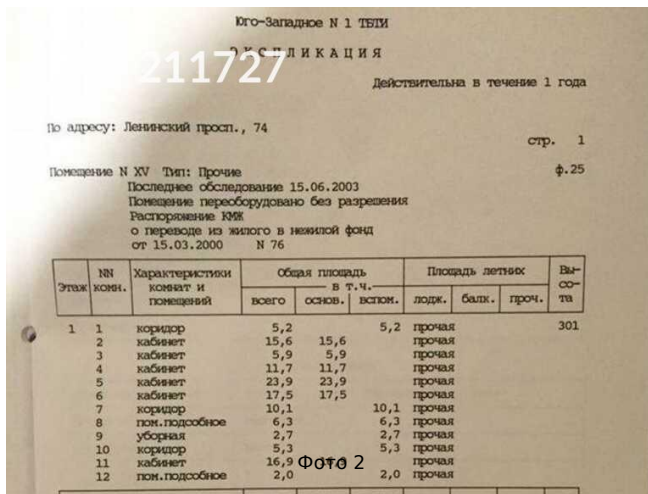 Юго-Западное N 1 ТБТИ
ЭКСПЛИКАЦИЯ
211727
Действительна в течение 1 года
По адресу: Ленинский просп., 74
стр. 1
Помещение N XV Тип: Прочие ф.25
Последнее обследование 15.06.2003
Помещение переоборудовано без разрешения
Распоряжение КМЖ
о переводе из жилого в нежилой фонд
от 15.03.2000 N 76
Этаж NN комн. Характеристики комнат и помещений Общая площадь Площадь летних Вы-со-та
в т.ч.
всего основ. вспом. лодж. балк. проч.
1 1 коридор 5,2 5,2 прочая 301
2 кабинет 15,6 15,6 прочая
3 кабинет 5,9 5,9 прочая
4 кабинет 11,7 11,7 прочая
5 кабинет 23,9 23,9 прочая
6 кабинет 17,5 17,5 прочая
7 коридор 10,1 10,1 прочая
8 пом.подсобное 6,3 6,3 прочая
9 уборная 2,7 2,7 прочая
10 коридор 5,3 5,3 прочая
11 кабинет 16,9 прочая
Фото 2
12 пом.подсобное 2,0 2,0 прочая